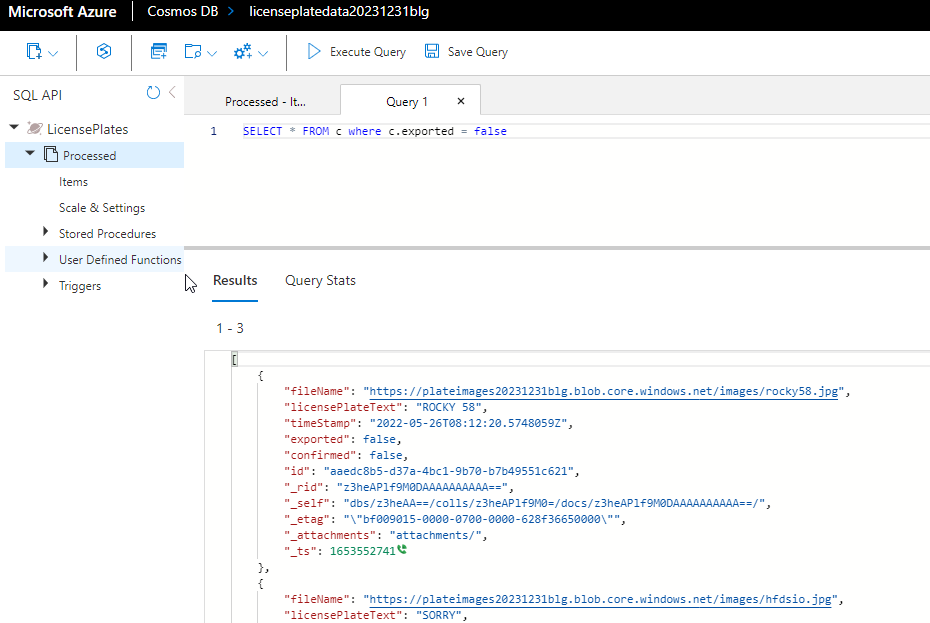 Microsoft Azure Cosmos DB > licenseplatedata20231231blg
Execute Query Save Query
SQL API
Processed - It... Query 1 ×
LicensePlates
Processed
Items
Scale & Settings
Stored Procedures
User Defined Functions
Triggers
1 SELECT * FROM c where c.exported = false
Results Query Stats
1 - 3
[
{
"fileName": "https://plateimages20231231blg.blob.core.windows.net/images/rocky58.jpg",
"licensePlateText": "ROCKY 58",
"timeStamp": "2022-05-26T08:12:20.5748059Z",
"exported": false,
"confirmed": false,
"id": "aaedc8b5-d37a-4bc1-9b70-b7b49551c621",
"_rid": "z3heAPlf9M0DAAAAAAAAAA==",
"_self": "dbs/z3heAA==/colls/z3heAPlf9M0=/docs/z3heAPlf9M0DAAAAAAAAAA==/",
"_etag": "\"bf009015-0000-0700-0000-628f36650000\"",
"_attachments": "attachments/",
"_ts": 1653552741
},
{
"fileName": "https://plateimages20231231blg.blob.core.windows.net/images/hfdsio.jpg",
"licensePlateText": "SORRY",